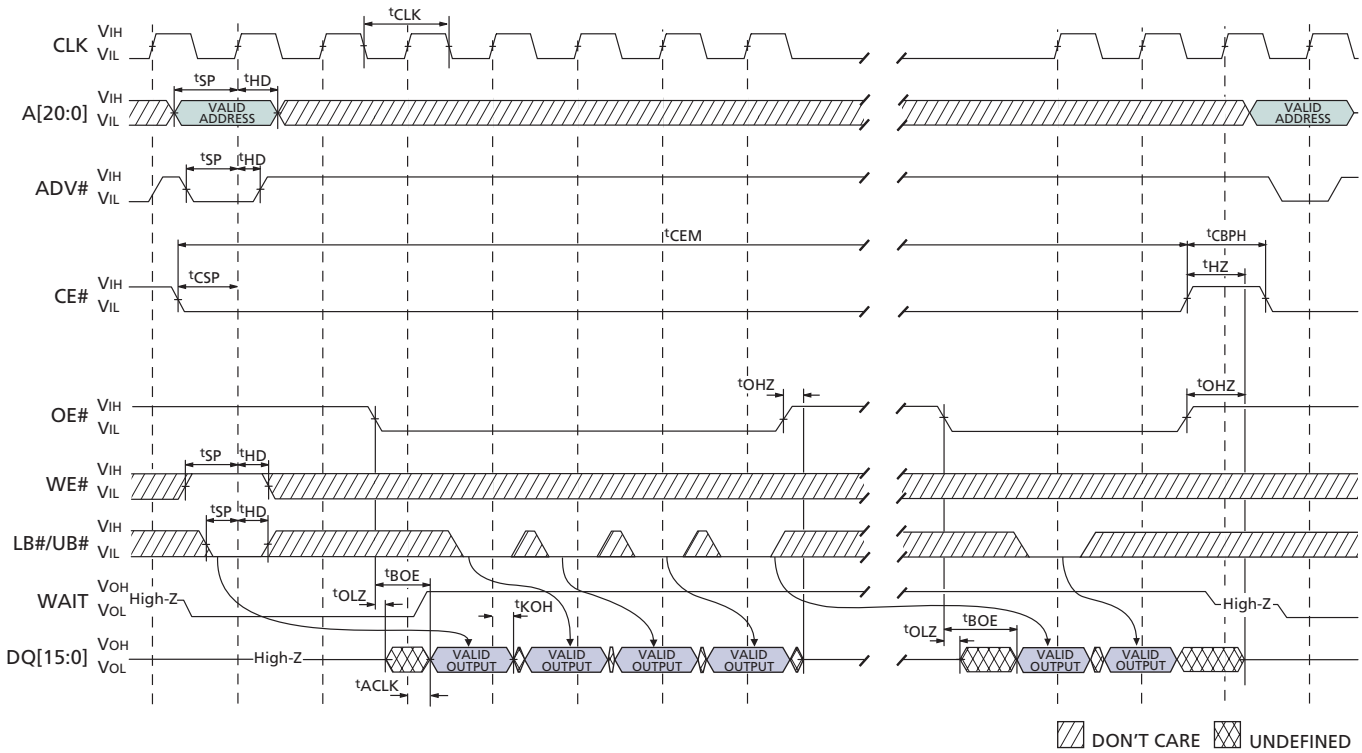 tCLK
CLK VIH
VIL
tSP tHD
A[20:0] VIH
VIL
VALID
ADDRESS
VALID
ADDRESS
tSP tHD
ADV# VIH
VIL
tCEM tCBPH
tCSP tHZ
CE# VIH
VIL
tOHZ tOHZ
OE# VIH
VIL
tSP tHD
WE# VIH
VIL
tSP tHD
LB#/UB# VIH
VIL
tBOE
tOLZ tKOH
WAIT VOH
VOL
High-Z High-Z
tOLZ tBOE
DQ[15:0] VOH
VOL
High-Z
VALID
OUTPUT
VALID
OUTPUT
VALID
OUTPUT
VALID
OUTPUT
VALID
OUTPUT
VALID
OUTPUT
tACLK
DON'T CARE UNDEFINED